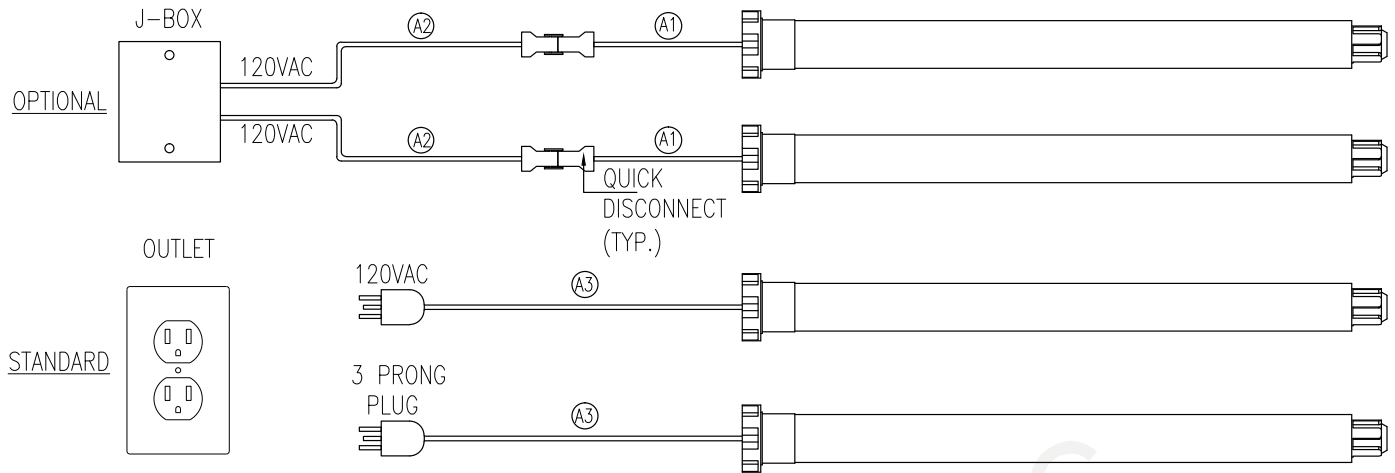 J-BOX
A2
A1
120VAC
OPTIONAL
120VAC
A2
A1
QUICK
DISCONNECT
(TYP.)
OUTLET
120VAC
A3
STANDARD
3 PRONG
PLUG
A3